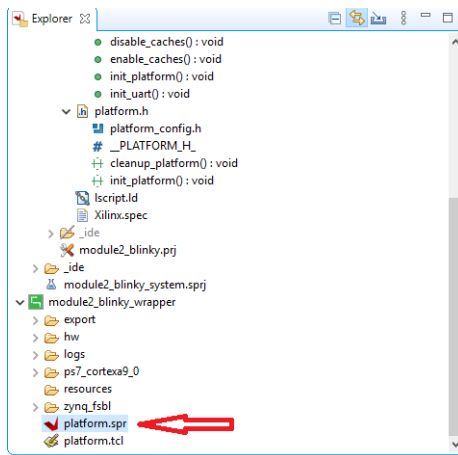 Explorer
disable_caches() : void
enable_caches() : void
init_platform() : void
init_uart() : void
platform.h
platform_config.h
__PLATFORM_H_
cleanup_platform() : void
init_platform() : void
lscript.ld
Xilinx.spec
_ide
module2_blinky.prj
_ide
module2_blinky_system.sprj
module2_blinky_wrapper
export
hw
logs
ps7_cortexa9_0
resources
zynq_fsbl
platform.spr
platform.tcl